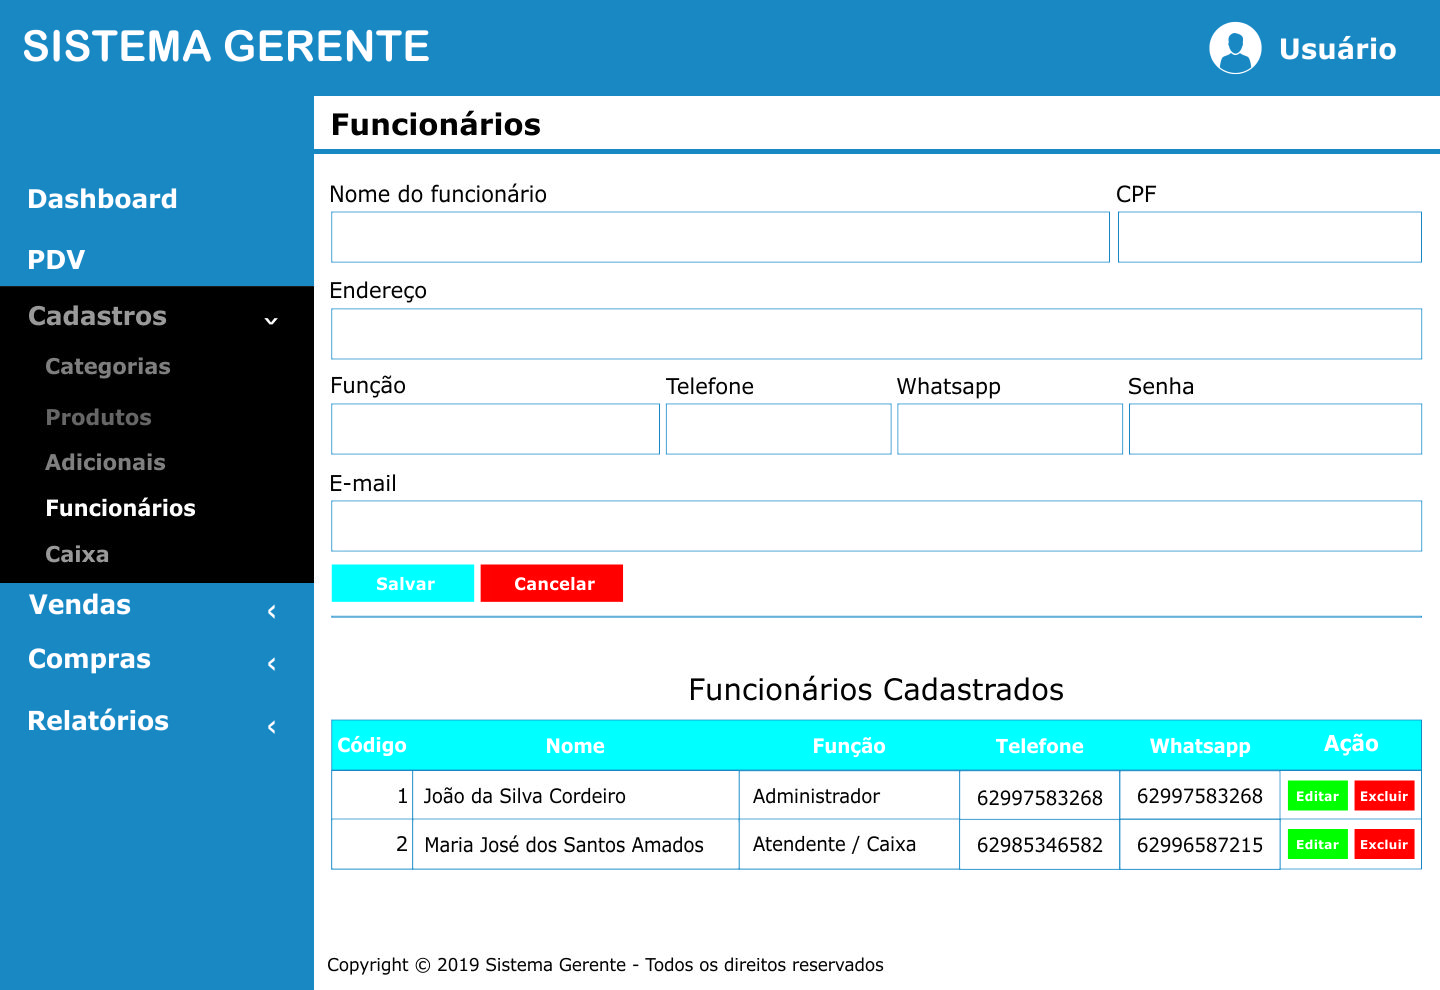 SISTEMA GERENTE
Usuário
Funcionários
Dashboard
PDV
Cadastros
Categorias
Produtos
Adicionais
Funcionários
Caixa
Vendas
Compras
Relatórios
Nome do funcionário CPF
Endereço
Função Telefone Whatsapp Senha
E-mail
Salvar Cancelar
Funcionários Cadastrados
Código Nome Função Telefone Whatsapp Ação
1 João da Silva Cordeiro Administrador 62997583268 62997583268 Editar Excluir
2 Maria José dos Santos Amados Atendente / Caixa 62985346582 62996587215 Editar Excluir
Copyright © 2019 Sistema Gerente - Todos os direitos reservados